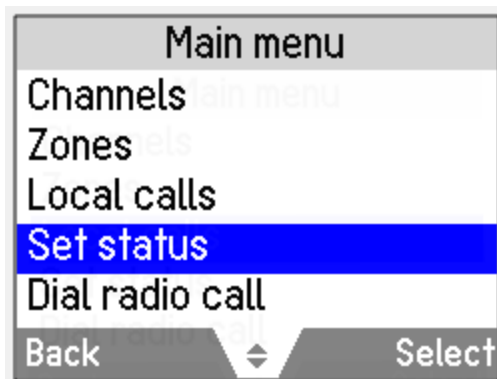 Main menu
Channels
Zones
Local calls
Set status
Dial radio call
Back Select